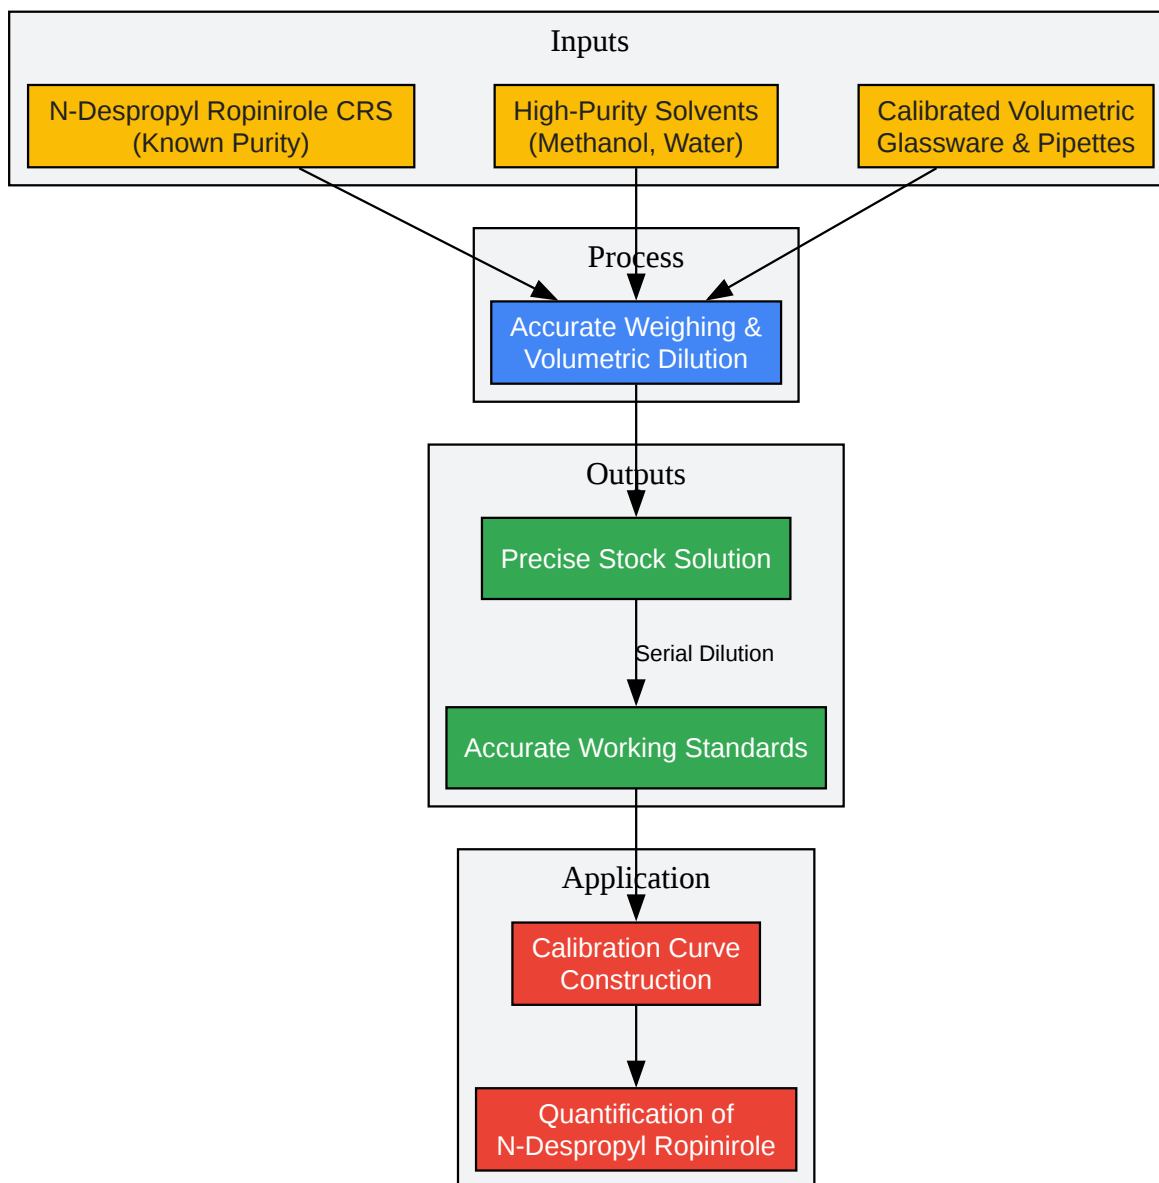 Inputs
N-Despropyl Ropinirole CRS
(Known Purity)
High-Purity Solvents
(Methanol, Water)
Calibrated Volumetric
Glassware & Pipettes
Process
Accurate Weighing &
Volumetric Dilution
Outputs
Precise Stock Solution
Serial Dilution
Accurate Working Standards
Application
Calibration Curve
Construction
Quantification of
N-Despropyl Ropinirole